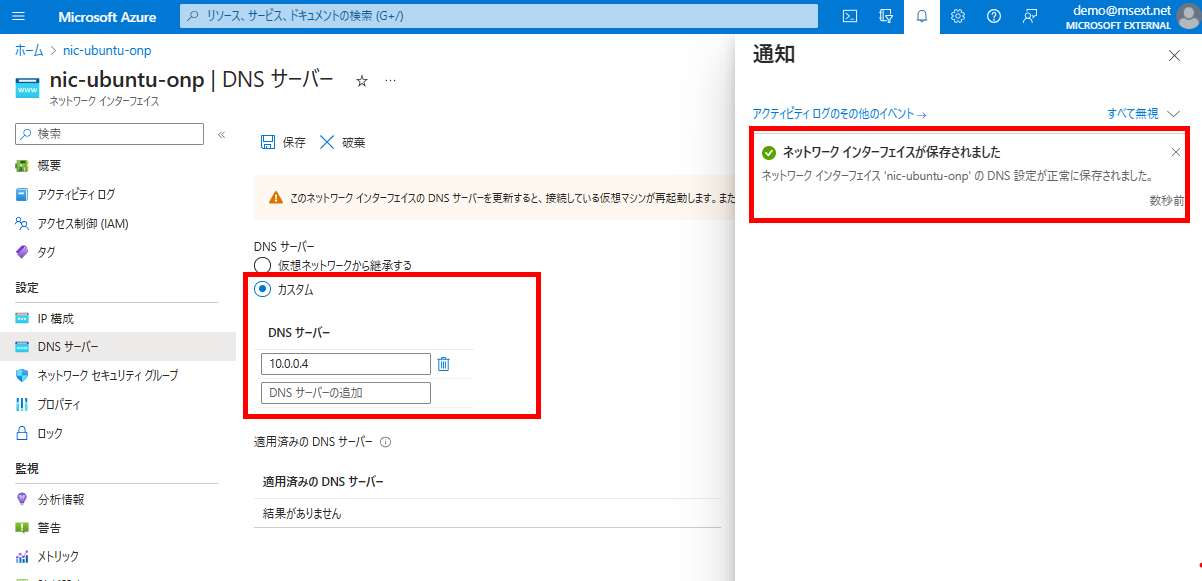 Microsoft Azure
リソース、サービス、ドキュメントの検索 (G+/)
demo@msext.net
MICROSOFT EXTERNAL
ホーム > nic-ubuntu-onp
nic-ubuntu-onp | DNS サーバー
ネットワーク インターフェイス
検索
概要
アクティビティ ログ
アクセス制御 (IAM)
タグ
設定
IP 構成
DNS サーバー
ネットワーク セキュリティ グループ
プロパティ
ロック
監視
分析情報
警告
メトリック
保存 破棄
このネットワーク インターフェイスの DNS サーバーを更新すると、接続している仮想マシンが再起動します。また
DNS サーバー
仮想ネットワークから継承する
カスタム
DNS サーバー
10.0.0.4
DNS サーバーの追加
適用済みの DNS サーバー
適用済みの DNS サーバー
結果がありません
通知
アクティビティ ログのその他のイベント→
すべて無視
ネットワーク インターフェースが保存されました
ネットワーク インターフェイス 'nic-ubuntu-onp' の DNS 設定が正常に保存されました。
数秒前